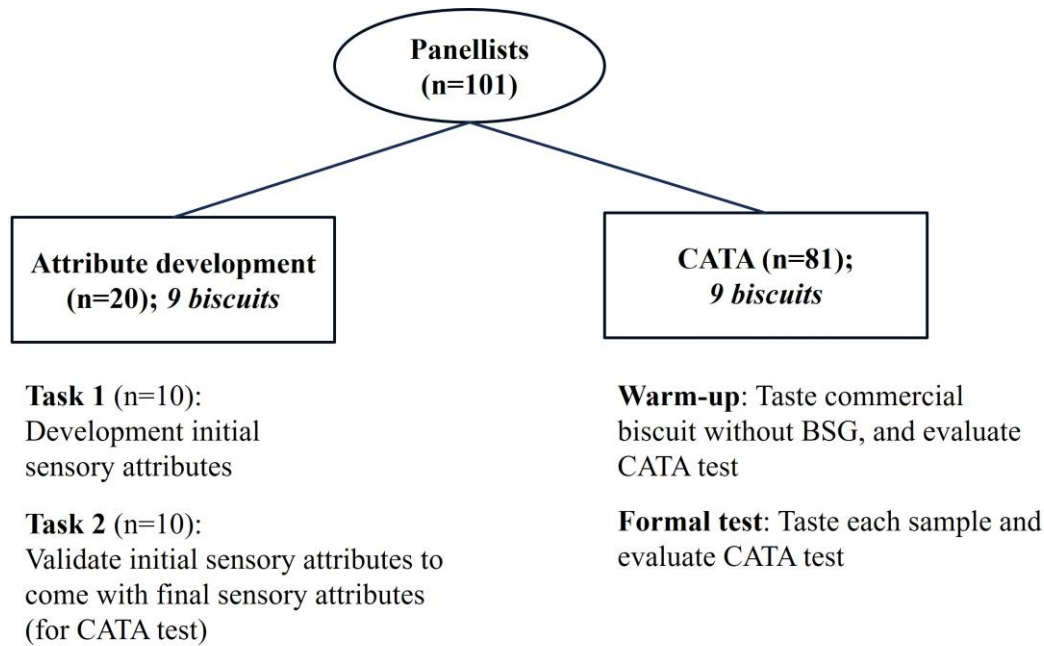 Panellists
(n=101)
Attribute development
(n=20); 9 biscuits
Task 1 (n=10):
Development initial
sensory attributes
Task 2 (n=10):
Validate initial sensory attributes to
come with final sensory attributes
(for CATA test)
CATA (n=81);
9 biscuits
Warm-up: Taste commercial
biscuit without BSG, and evaluate
CATA test
Formal test: Taste each sample and
evaluate CATA test